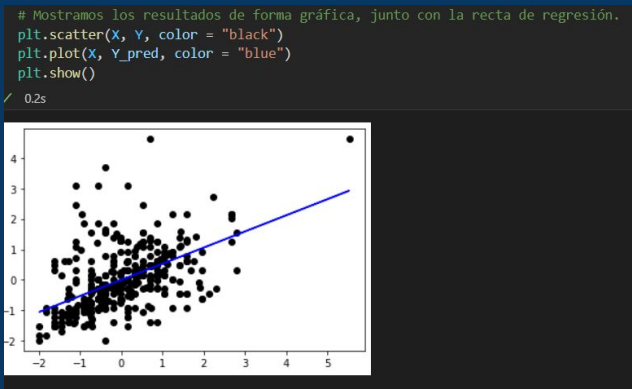 # Mostramos los resultados de forma gráfica, junto con la recta de regresión.
plt.scatter(X, Y, color = "black")
plt.plot(X, Y_pred, color = "blue")
plt.show()
0.2s
4
3
2
1
0
-1
-2
-2 -1 0 1 2 3 4 5